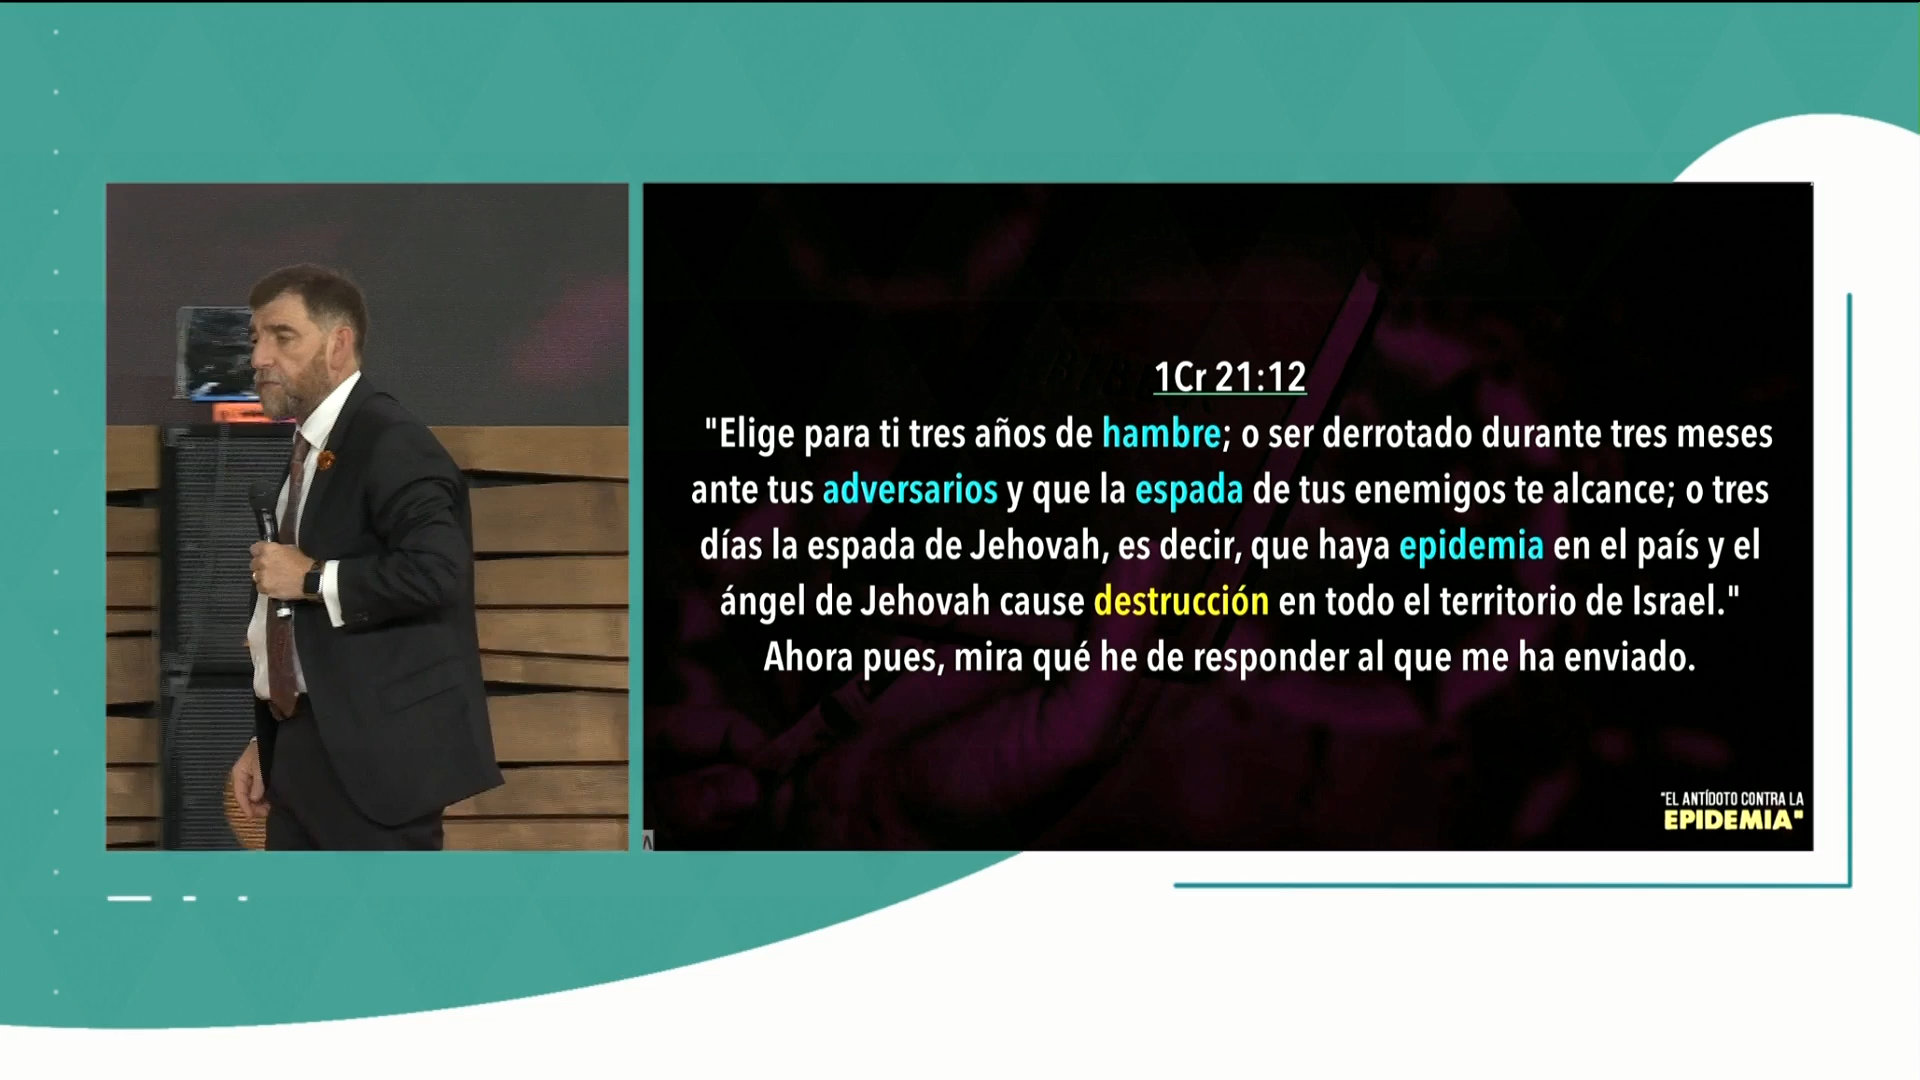 1Cr 21:12
"Elige para ti tres años de hambre; o ser derrotado durante tres meses
ante tus adversarios y que la espada de tus enemigos te alcance; o tres
días la espada de Jehovah, es decir, que haya epidemia en el país y el
ángel de Jehovah cause destrucción en todo el territorio de Israel."
Ahora pues, mira qué he de responder al que me ha enviado.
"EL ANTÍDOTO CONTRA LA
EPIDEMIA"